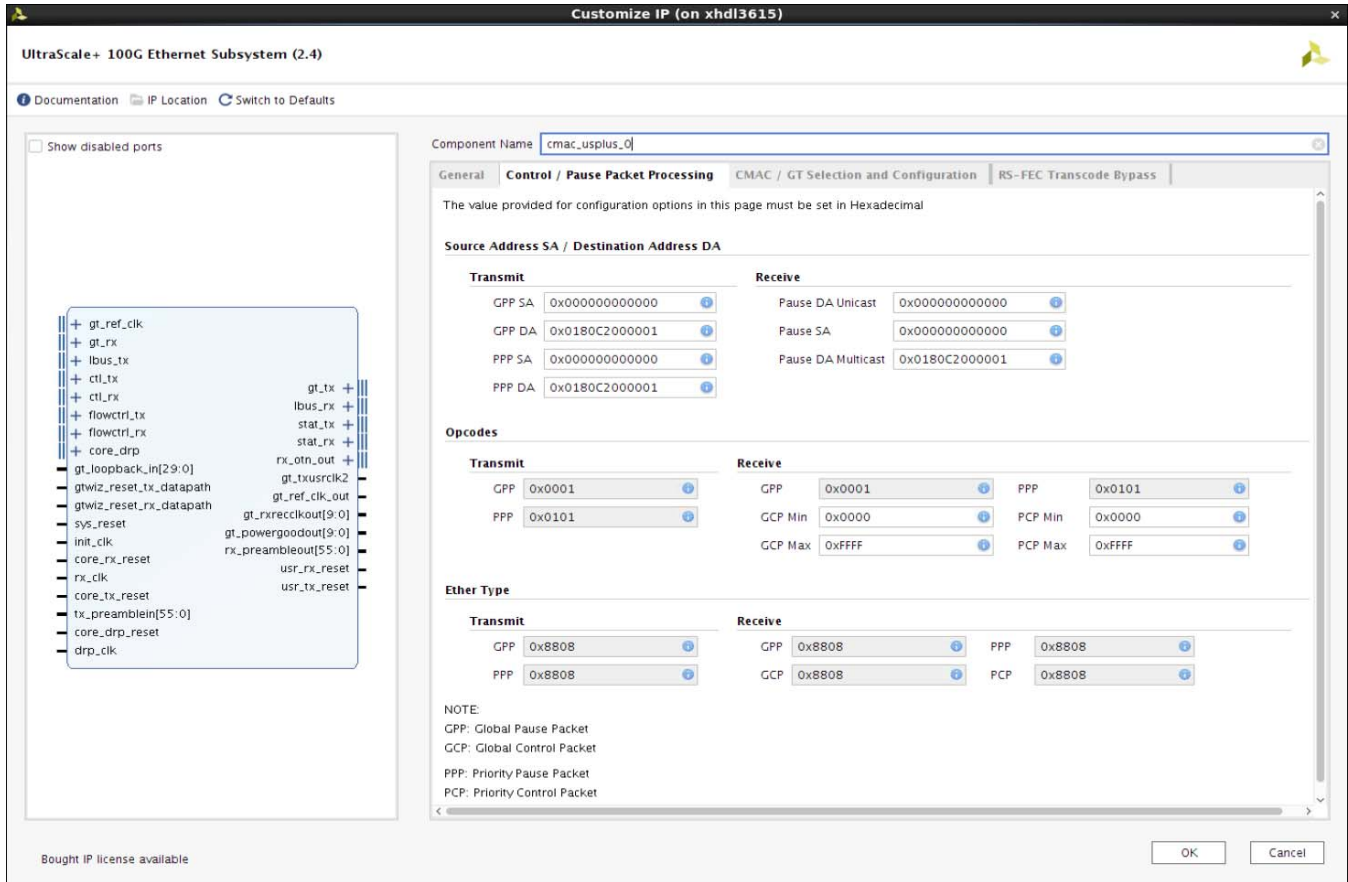 Customize IP (on xhdl3615)
UltraScale+ 100G Ethernet Subsystem (2.4)
Documentation IP Location Switch to Defaults
Show disabled ports
gt_ref_clk
gt_rx
lbus_tx
ctl_tx
ctl_rx
flowctrl_tx
flowctrl_rx
core_drp
gt_loopback_in[29:0]
gtwiz_reset_tx_datapath
gtwiz_reset_rx_datapath
sys_reset
init_clk
core_rx_reset
rx_clk
core_tx_reset
tx_preamblein[55:0]
core_drp_reset
drp_clk
gt_tx
lbus_rx
stat_tx
stat_rx
rx_otn_out
gt_txusrclk2
gt_ref_clk_out
gt_rxrecclkout[9:0]
gt_powergoodout[9:0]
rx_preambleout[55:0]
usr_rx_reset
usr_tx_reset
Bought IP license available
Component Name cmac_usplus_0
General Control / Pause Packet Processing CMAC / GT Selection and Configuration RS-FEC Transcode Bypass
The value provided for configuration options in this page must be set in Hexadecimal
Source Address SA / Destination Address DA
Transmit Receive
GPP SA 0x000000000000 Pause DA Unicast 0x000000000000
GPP DA 0x0180C2000001 Pause SA 0x000000000000
PPP SA 0x000000000000 Pause DA Multicast 0x0180C2000001
PPP DA 0x0180C2000001
Opcodes
Transmit Receive
GPP 0x0001 GPP 0x0001 PPP 0x0101
PPP 0x0101 GCP Min 0x0000 PCP Min 0x0000
GCP Max 0xFFFF PCP Max 0xFFFF
Ether Type
Transmit Receive
GPP 0x8808 GPP 0x8808 PPP 0x8808
PPP 0x8808 GCP 0x8808 PCP 0x8808
NOTE:
GPP: Global Pause Packet
GCP: Global Control Packet
PPP: Priority Pause Packet
PCP: Priority Control Packet
OK Cancel